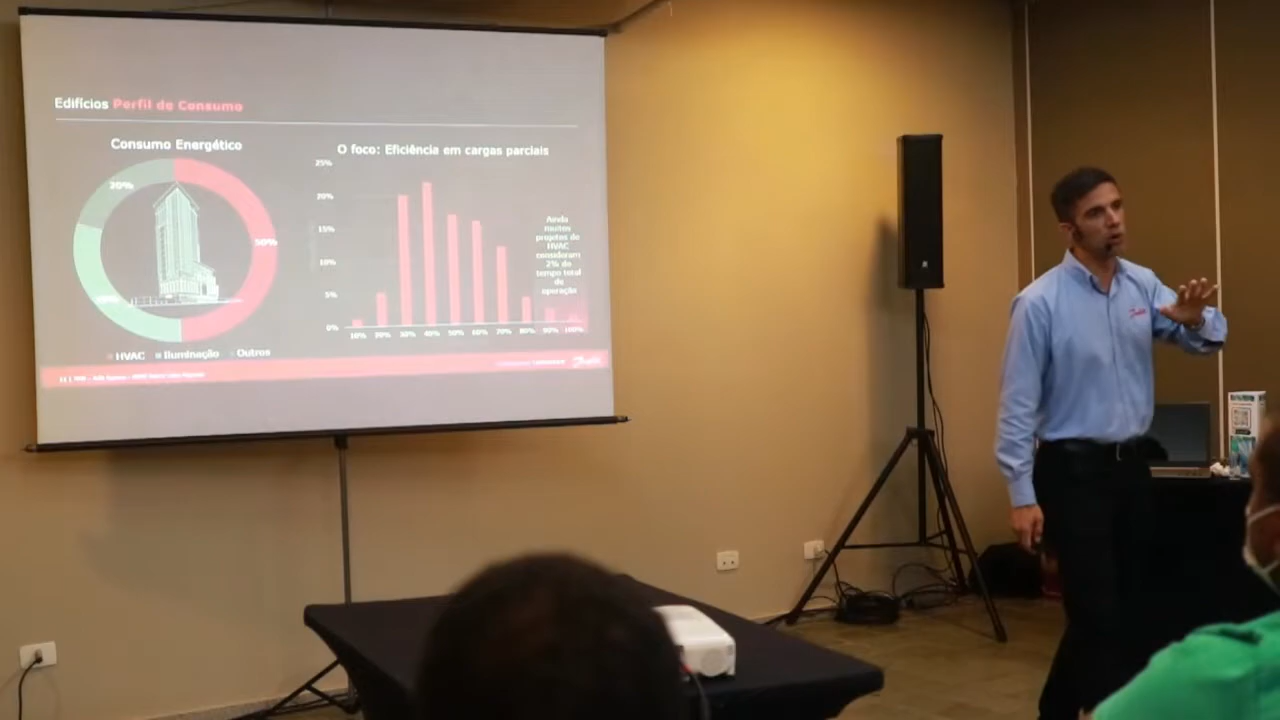 Edifícios Perfil de Consumo
Consumo Energético
20%
50%
HVAC Iluminação Outros
O foco: Eficiência em cargas parciais
25%
20%
15%
10%
5%
0%
10% 20% 30% 40% 50% 60% 70% 80% 90% 100%
Ainda
muitos
projetos de
HVAC
consideram
2% do
tempo total
de
operação
Danfoss